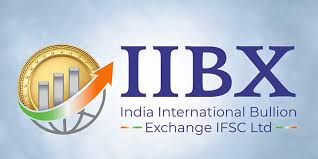 IIBX
India International Bullion
Exchange IFSC Ltd